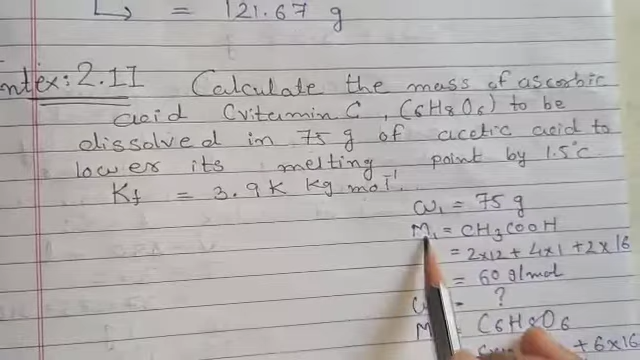 = 121.67 g
Intex: 2.11 Calculate the mass of ascorbic
acid (vitamin C, C6H8O6) to be
dissolved in 75 g of acetic acid to
lower its melting point by 1.5°C.
Kf = 3.9 K kg mol⁻¹.
w₁ = 75 g
M₁ = CH3COOH
= 2x12 + 4x1 + 2x16
= 60 g/mol
= ?
M = C6H8O6
+ 6x16